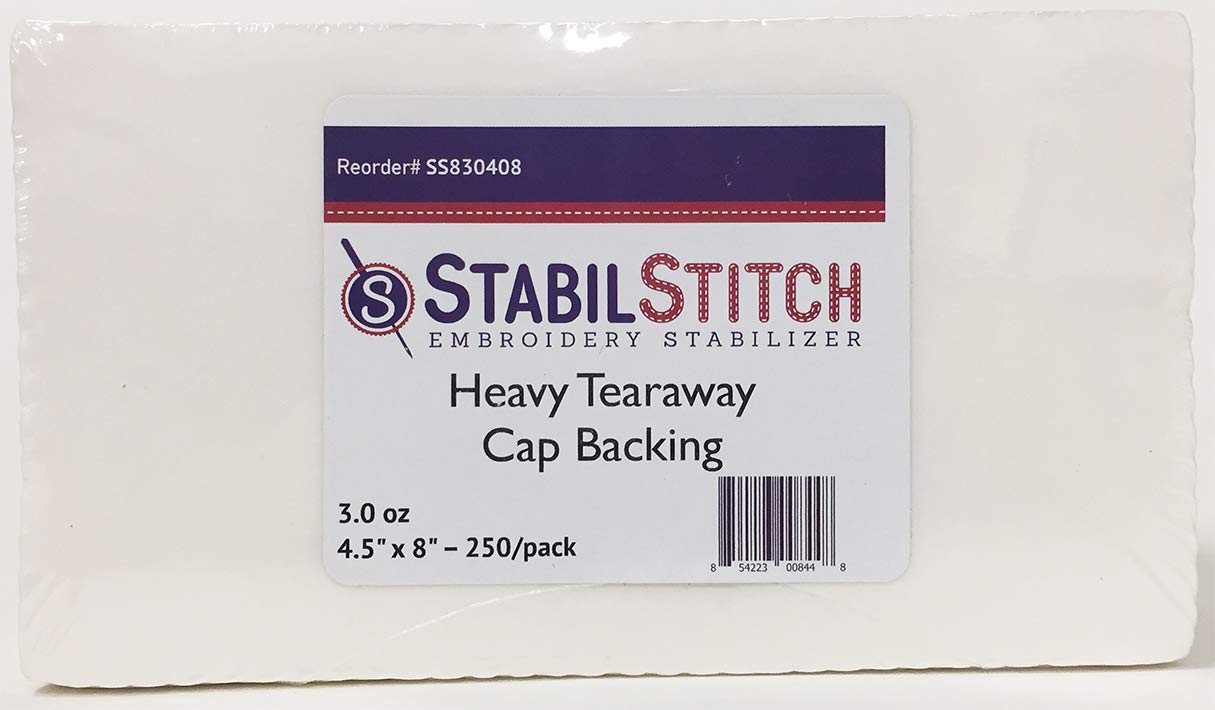 Reorder# SS830408
S STABILSTITCH
EMBROIDERY STABILIZER
Heavy Tearaway
Cap Backing
3.0 oz
4.5" x 8" – 250/pack
8 54223 00844 8